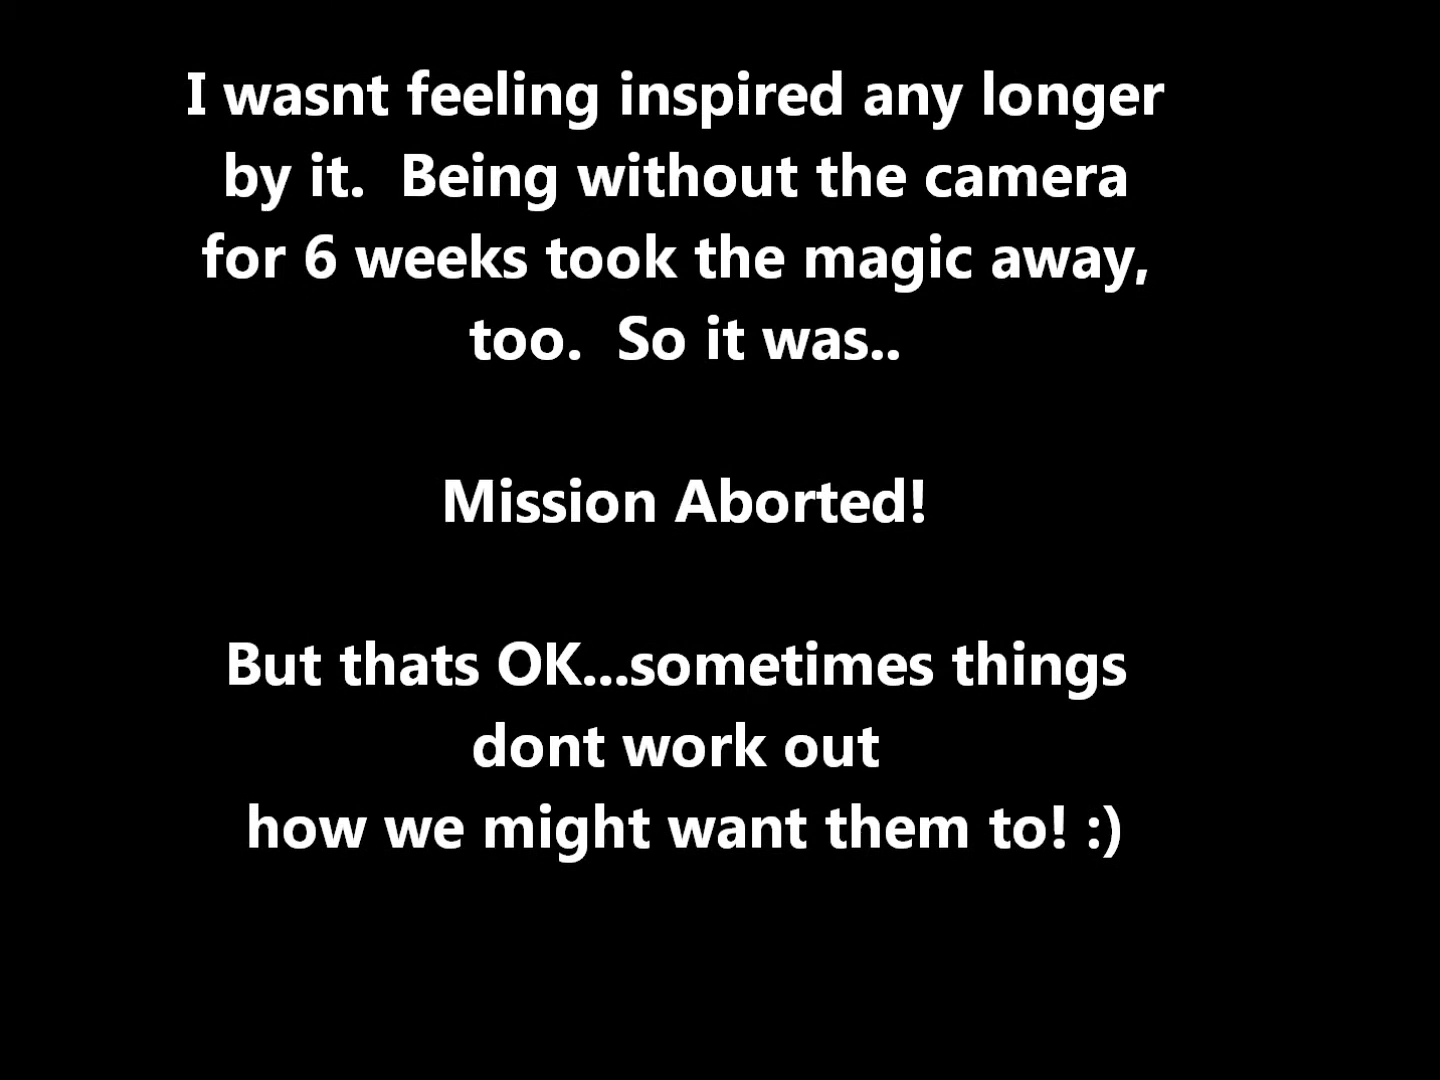 I wasnt feeling inspired any longer
by it.  Being without the camera
for 6 weeks took the magic away,
too.  So it was..
Mission Aborted!
But thats OK...sometimes things
dont work out
how we might want them to! :)